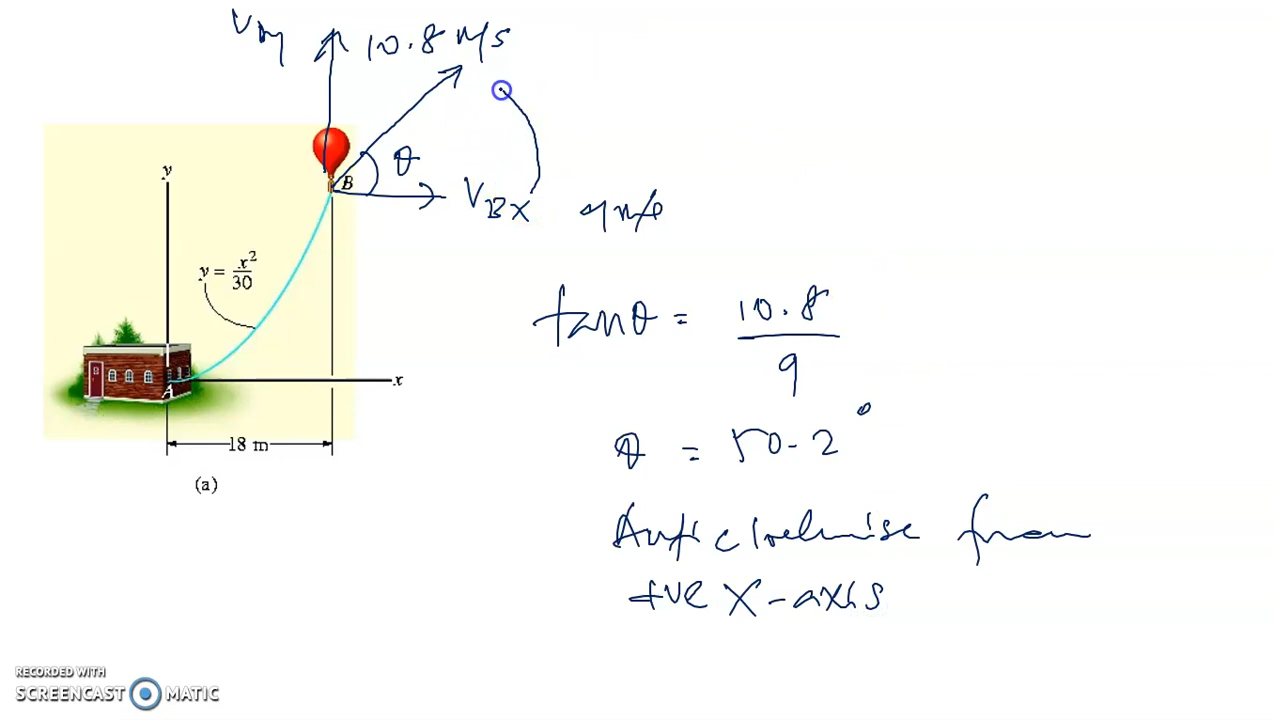 VBy 10.8 m/s
y
B
θ
VBX 9 m/s
y = x²/30
tanθ = 10.8/9
A
x
18 m
θ = 50.2°
(a)
Anticlockwise from
+ve X-axis
RECORDED WITH
SCREENCAST MATIC